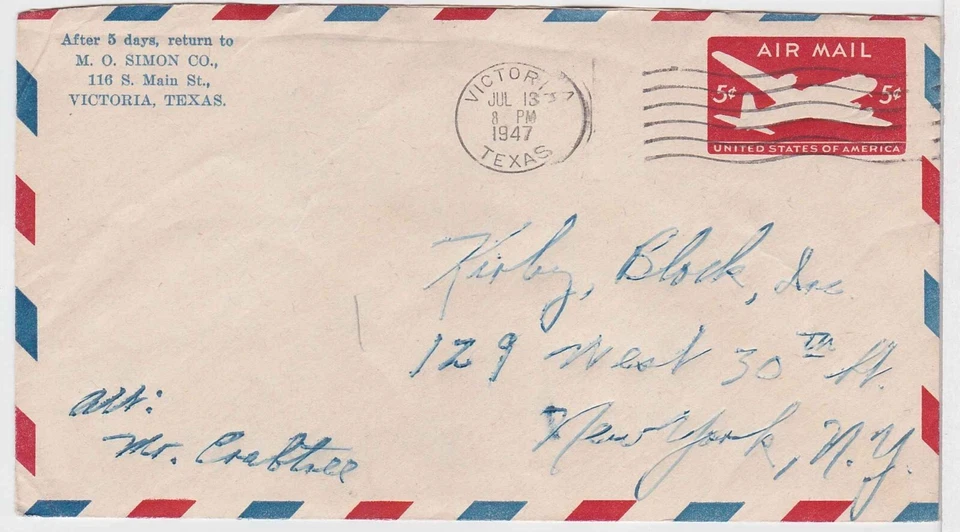 After 5 days, return to
M. O. SIMON CO.,
116 S. Main St.,
VICTORIA, TEXAS.
VICTORIA
JUL 13
8 PM
1947
TEXAS
AIR MAIL
5¢ 5¢
UNITED STATES OF AMERICA
Kirby, Block, Inc.
129 West 30th St.
New York, N.Y.
Att:
Mr. Crabtree